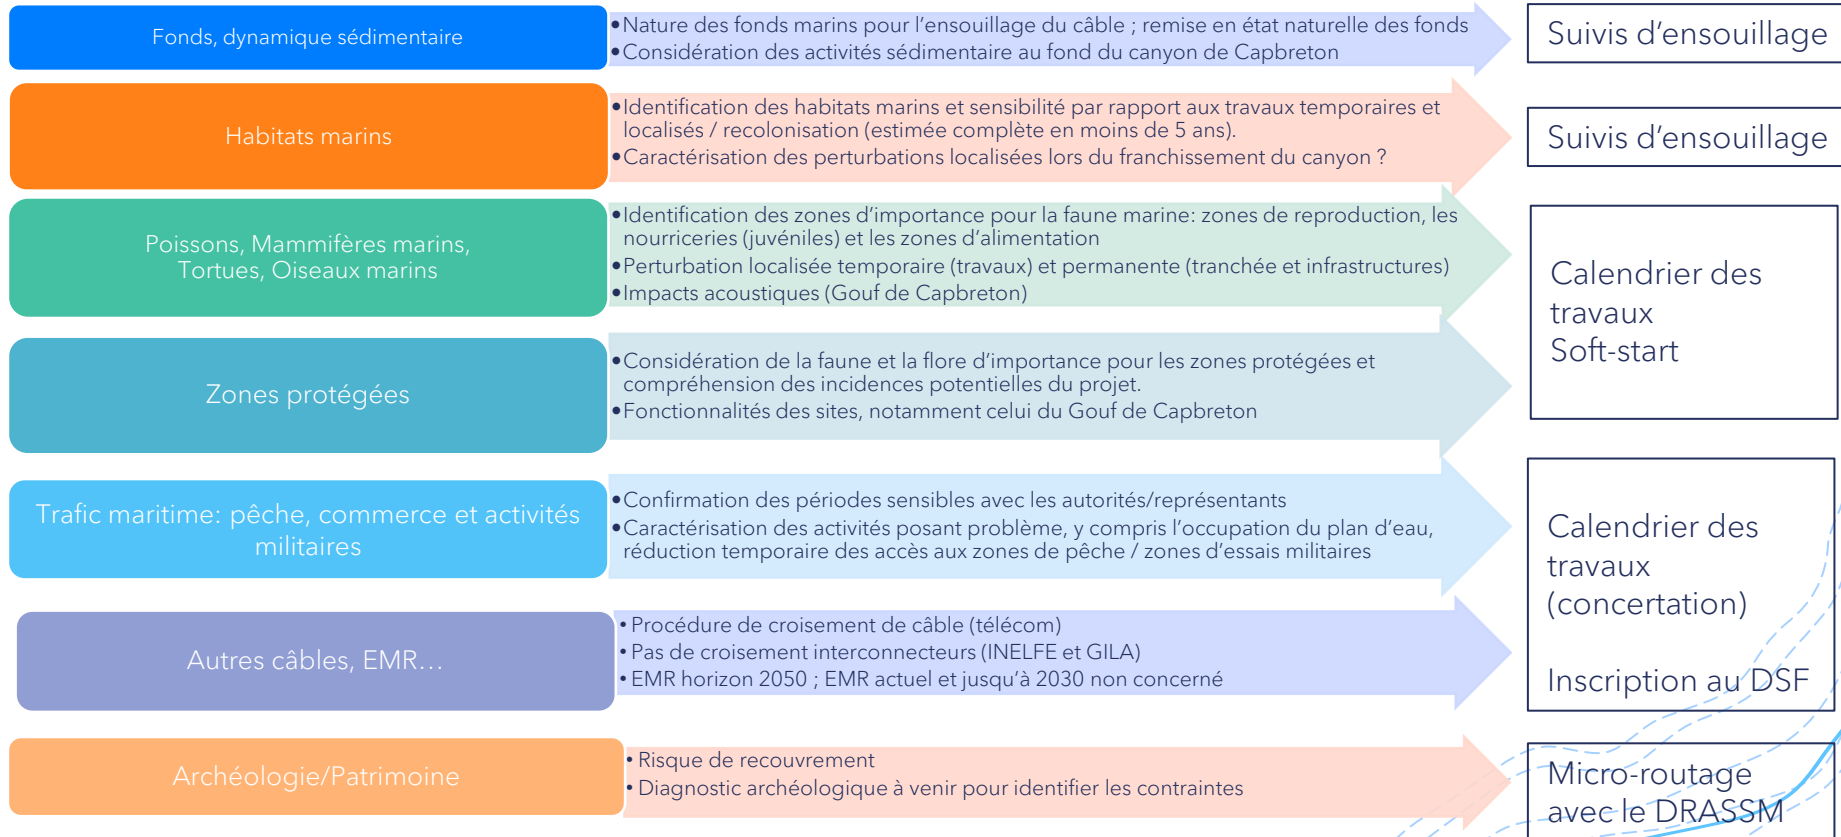 Fonds, dynamique sédimentaire
•Nature des fonds marins pour l’ensouillage du câble ; remise en état naturelle des fonds
•Considération des activités sédimentaire au fond du canyon de Capbreton
Suivis d’ensouillage
Habitats marins
•Identification des habitats marins et sensibilité par rapport aux travaux temporaires et
localisés / recolonisation (estimée complète en moins de 5 ans).
•Caractérisation des perturbations localisées lors du franchissement du canyon ?
Suivis d’ensouillage
Poissons, Mammifères marins,
Tortues, Oiseaux marins
•Identification des zones d’importance pour la faune marine: zones de reproduction, les
nourriceries (juvéniles) et les zones d’alimentation
•Perturbation localisée temporaire (travaux) et permanente (tranchée et infrastructures)
•Impacts acoustiques (Gouf de Capbreton)
Zones protégées
•Considération de la faune et la flore d’importance pour les zones protégées et
compréhension des incidences potentielles du projet.
•Fonctionnalités des sites, notamment celui du Gouf de Capbreton
Calendrier des
travaux
Soft-start
Trafic maritime: pêche, commerce et activités
militaires
•Confirmation des périodes sensibles avec les autorités/représentants
•Caractérisation des activités posant problème, y compris l’occupation du plan d’eau,
réduction temporaire des accès aux zones de pêche / zones d’essais militaires
Autres câbles, EMR…
• Procédure de croisement de câble (télécom)
• Pas de croisement interconnecteurs (INELFE et GILA)
• EMR horizon 2050 ; EMR actuel et jusqu’à 2030 non concerné
Calendrier des
travaux
(concertation)
Inscription au DSF
Archéologie/Patrimoine
• Risque de recouvrement
• Diagnostic archéologique à venir pour identifier les contraintes
Micro-routage
avec le DRASSM